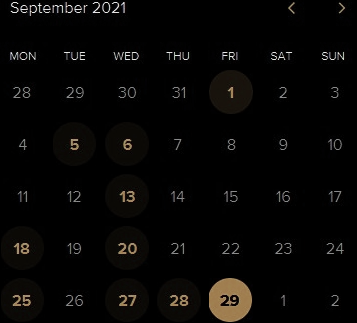 September 2021
MON TUE WED THU FRI SAT SUN
28 29 30 31 1 2 3
4 5 6 7 8 9 10
11 12 13 14 15 16 17
18 19 20 21 22 23 24
25 26 27 28 29 1 2